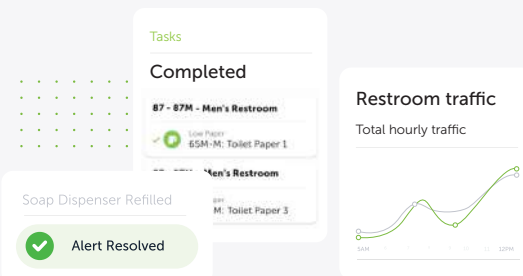 Tasks
Completed
87 - 87M - Men's Restroom
Low Paper
65M-M: Toilet Paper 1
Men's Restroom
M: Toilet Paper 3
Soap Dispenser Refilled
Alert Resolved
Restroom traffic
Total hourly traffic
5AM
12PM